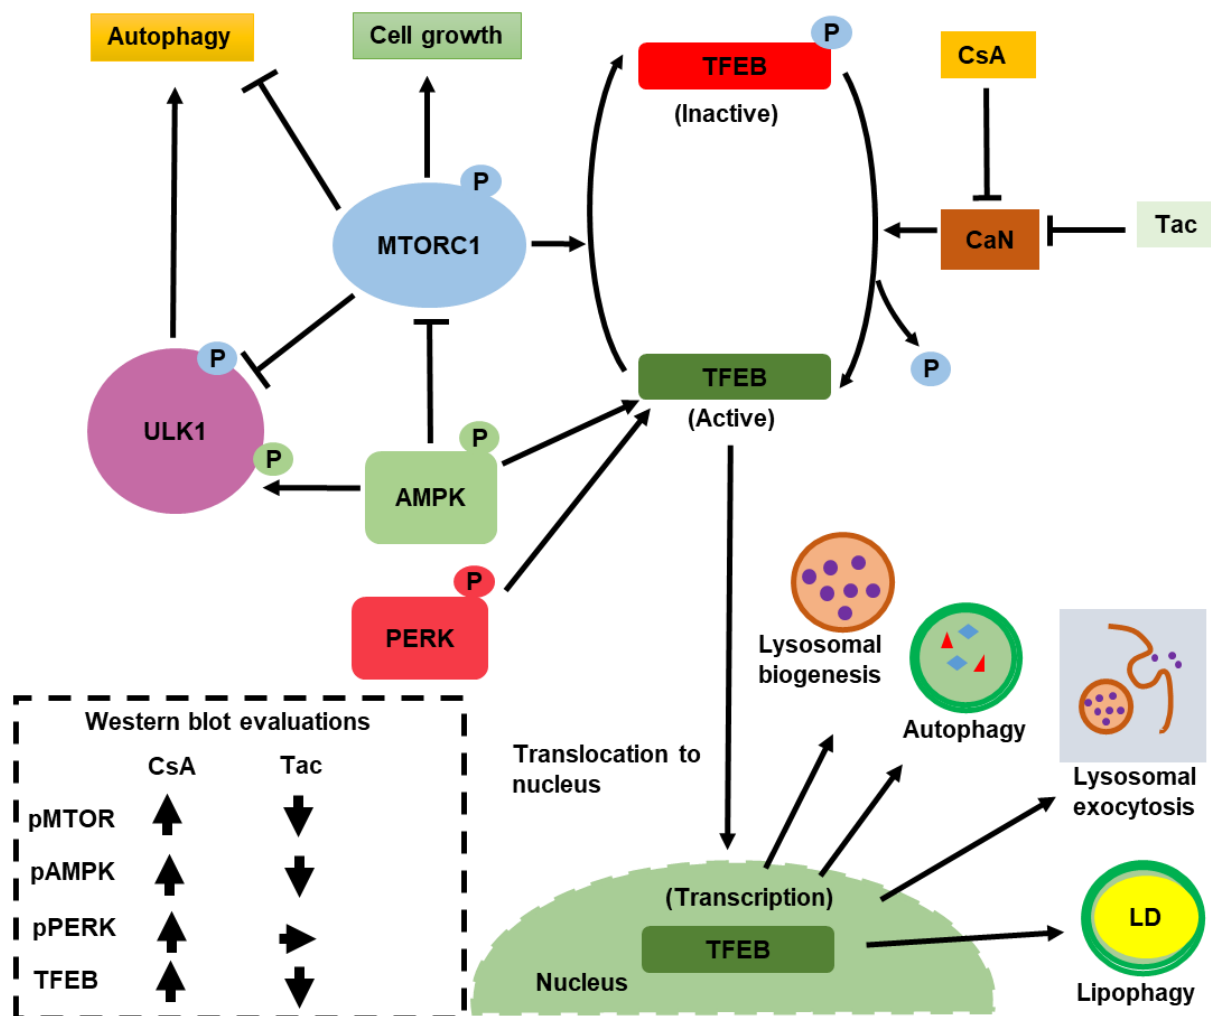 Autophagy
Cell growth
P
TFEB
(Inactive)
CsA
P
MTORC1
CaN
Tac
P
ULK1
P
TFEB
(Active)
P
P
AMPK
P
PERK
Lysosomal
biogenesis
Autophagy
Lysosomal
exocytosis
Translocation to
nucleus
(Transcription)
TFEB
Nucleus
LD
Lipophagy
Western blot evaluations
CsA Tac
pMTOR
pAMPK
pPERK
TFEB